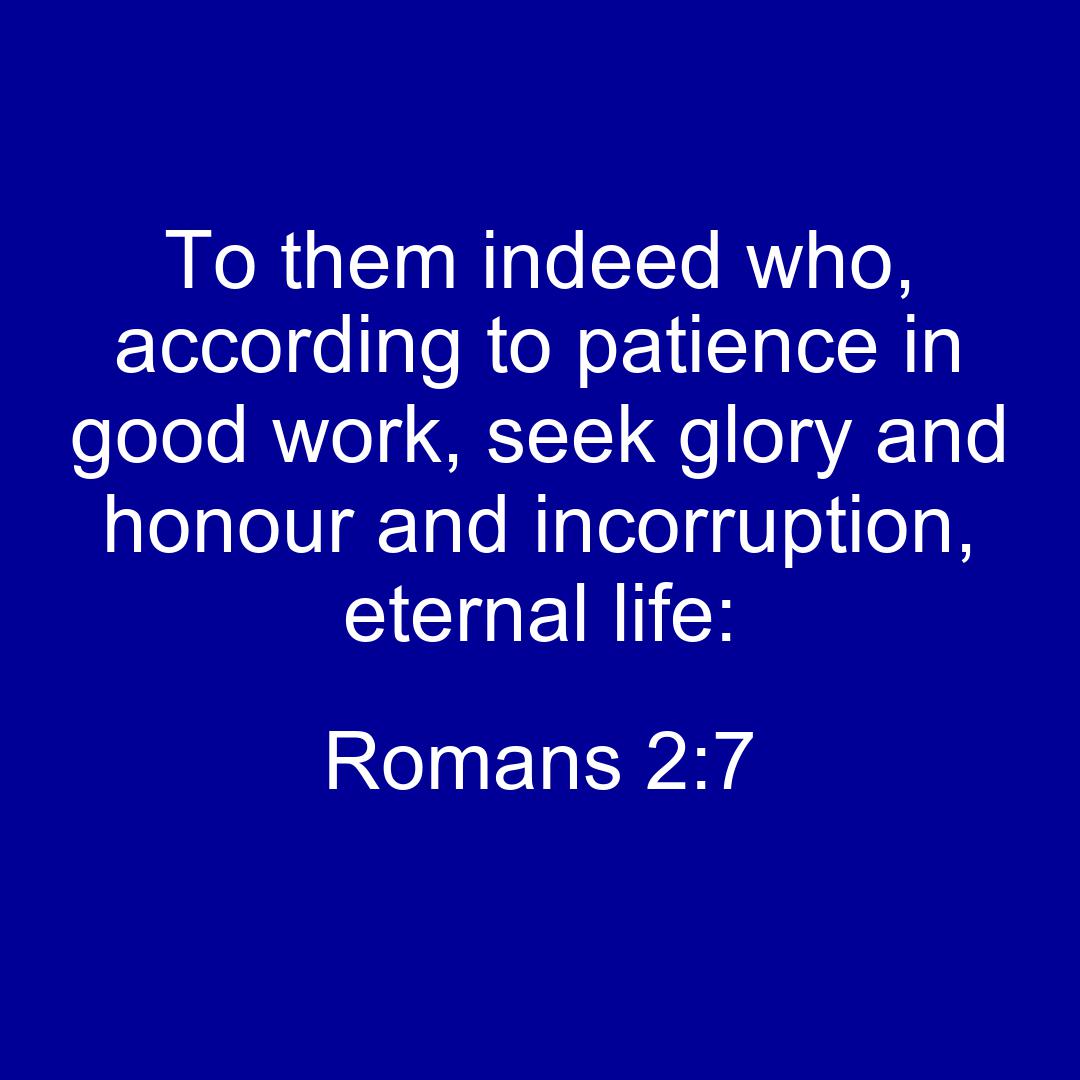 To them indeed who,
according to patience in
good work, seek glory and
honour and incorruption,
eternal life:
Romans 2:7